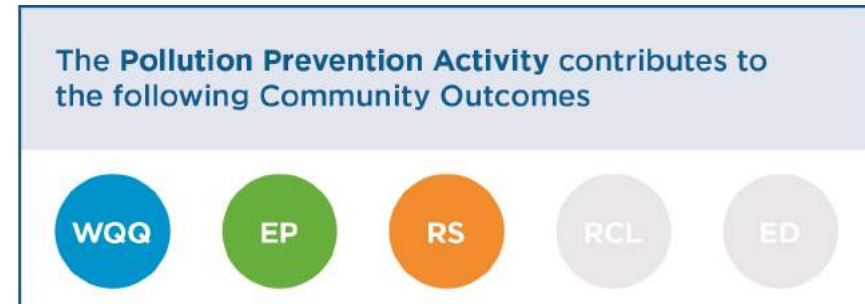 The Pollution Prevention Activity contributes to
the following Community Outcomes
WQQ EP RS RCL ED